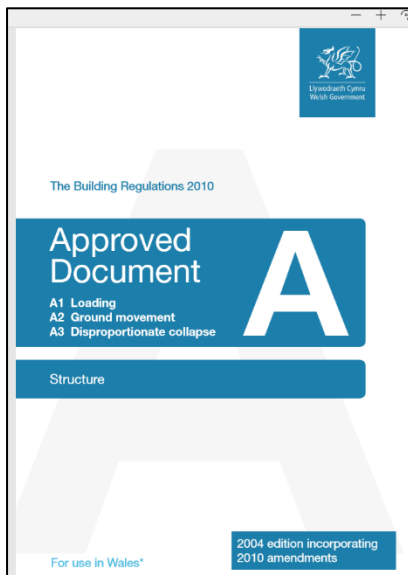 Llywodraeth Cymru
Welsh Government
The Building Regulations 2010
Approved
Document
A
A1 Loading
A2 Ground movement
A3 Disproportionate collapse
Structure
2004 edition incorporating
2010 amendments
For use in Wales*